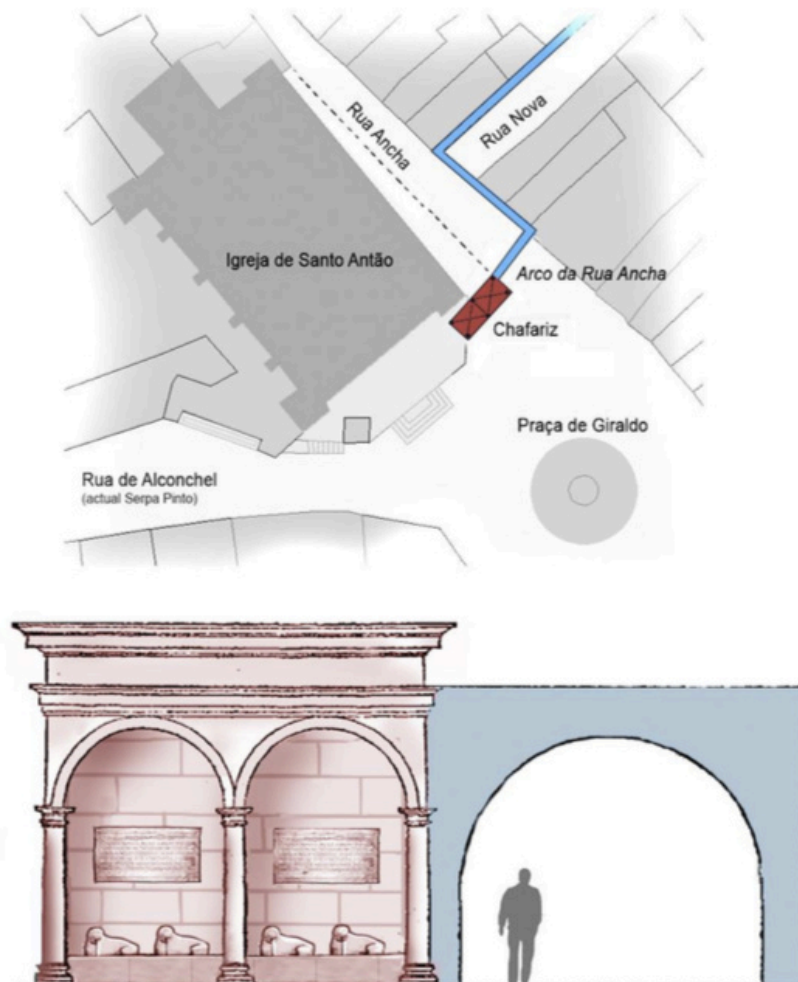 Rua Ancha
Rua Nova
Igreja de Santo Antão
Arco da Rua Ancha
Chafariz
Praça de Giraldo
Rua de Alconchel
(actual Serpa Pinto)